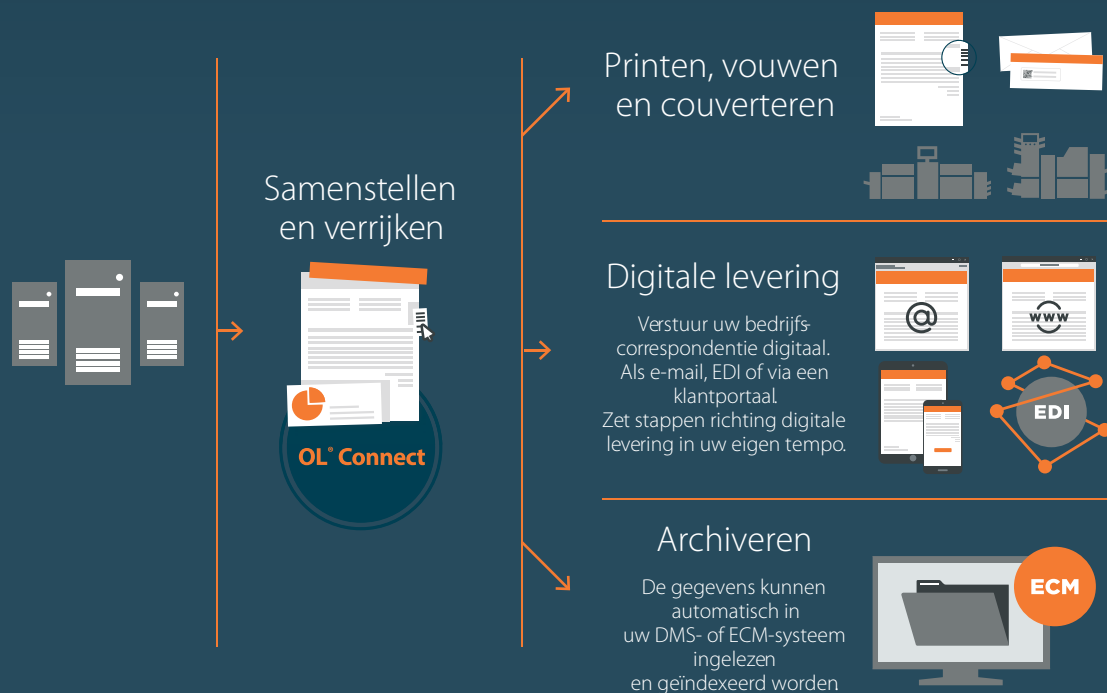 Samenstellen
en verrijken
OL® Connect
Printen, vouwen
en couverteren
Digitale levering
Verstuur uw bedrijfs-
correspondentie digitaal.
Als e-mail, EDI of via een
klantportaal.
Zet stappen richting digitale
levering in uw eigen tempo.
@
www
EDI
Archiveren
De gegevens kunnen
automatisch in
uw DMS- of ECM-systeem
ingelezen
en geïndexeerd worden
ECM